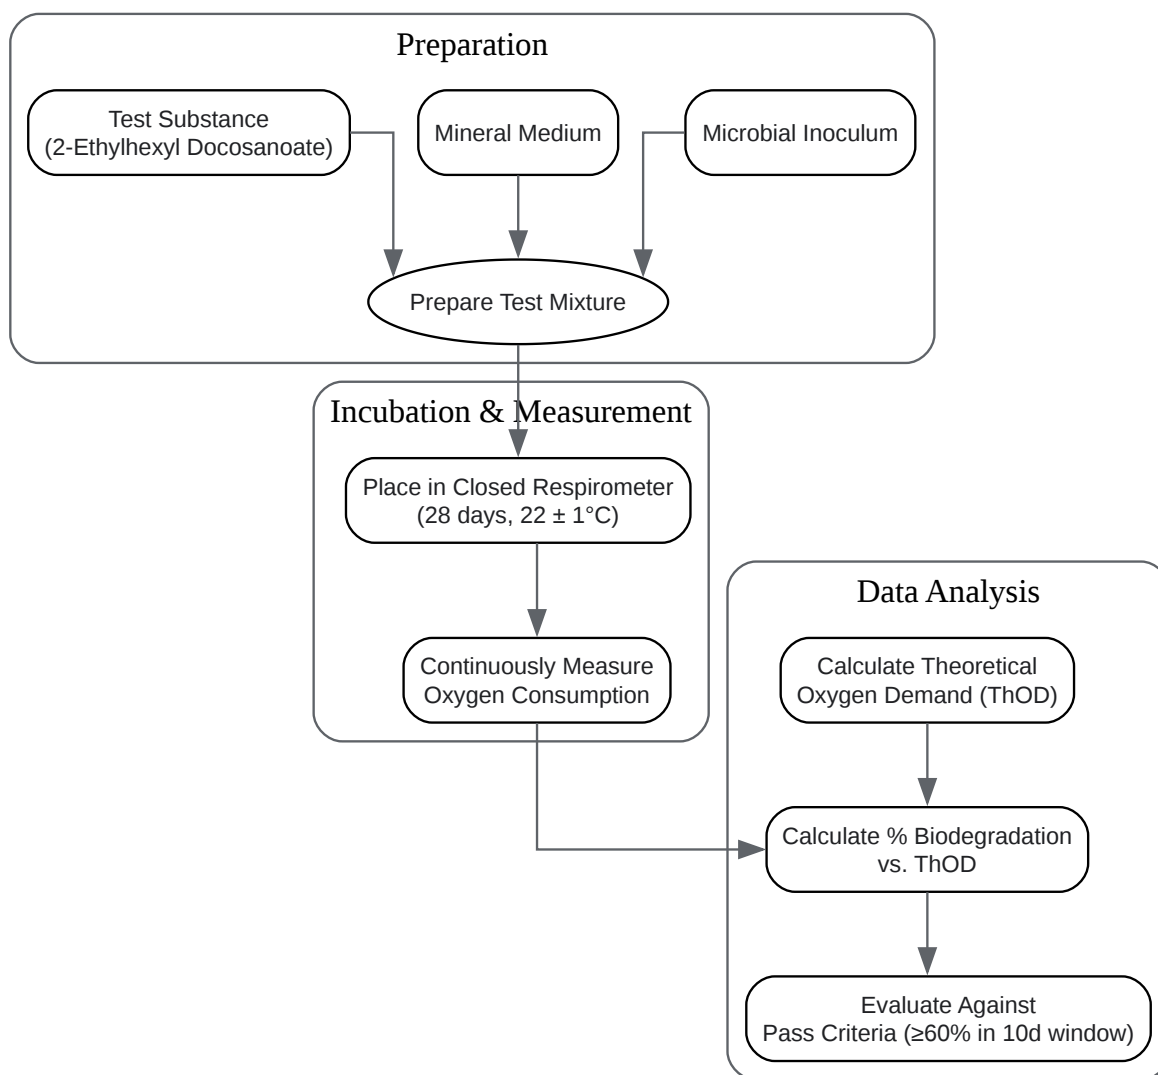 Preparation
Test Substance
(2-Ethylhexyl Docosanoate)
Mineral Medium
Microbial Inoculum
Prepare Test Mixture
Incubation & Measurement
Place in Closed Respirometer
(28 days, 22 ± 1°C)
Continuously Measure
Oxygen Consumption
Data Analysis
Calculate Theoretical
Oxygen Demand (ThOD)
Calculate % Biodegradation
vs. ThOD
Evaluate Against
Pass Criteria (≥60% in 10d window)